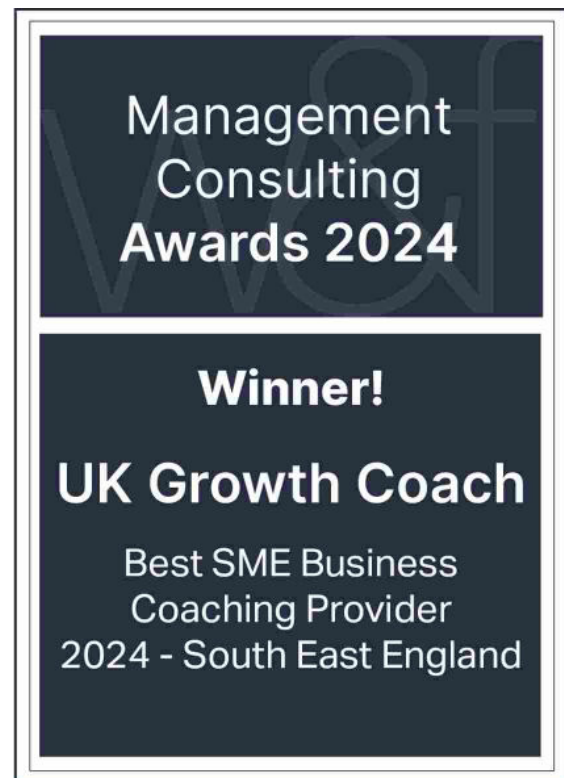 W&f
Management
Consulting
Awards 2024
Winner!
UK Growth Coach
Best SME Business
Coaching Provider
2024 - South East England